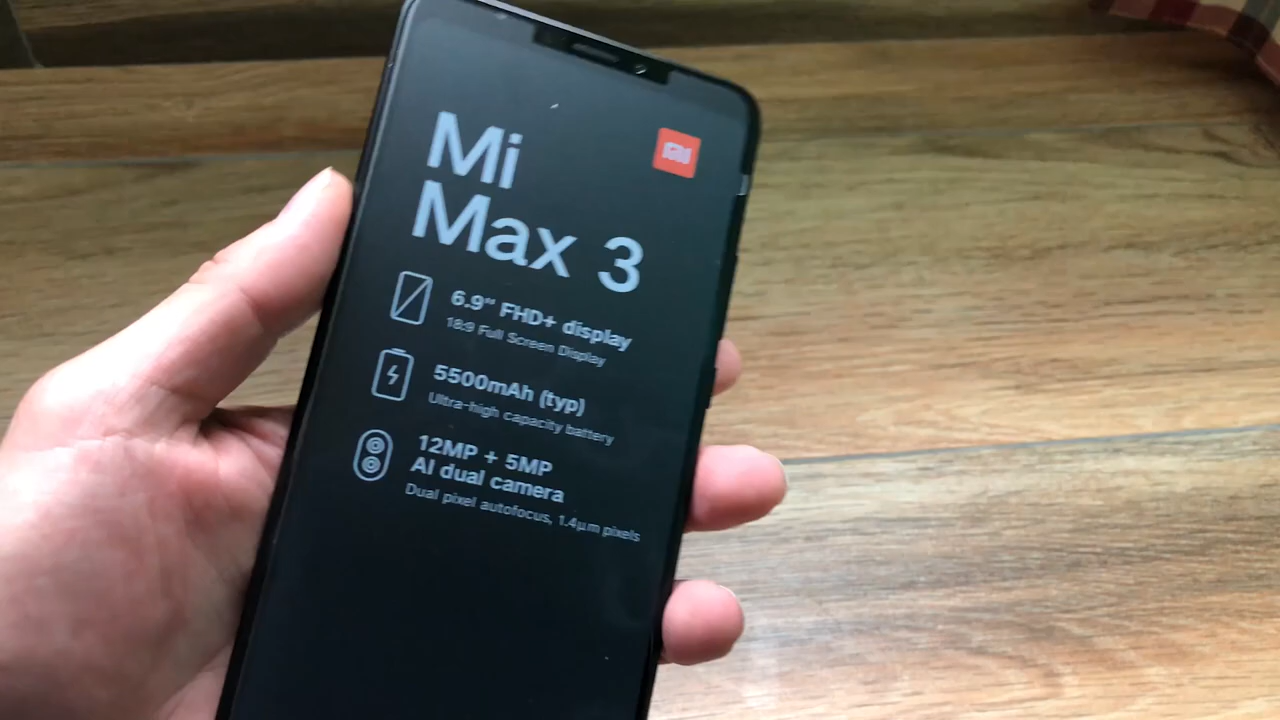 Mi
Max 3
mi
6.9" FHD+ display
18:9 Full Screen Display
5500mAh (typ)
Ultra-high capacity battery
12MP + 5MP
AI dual camera
Dual pixel autofocus, 1.4μm pixels